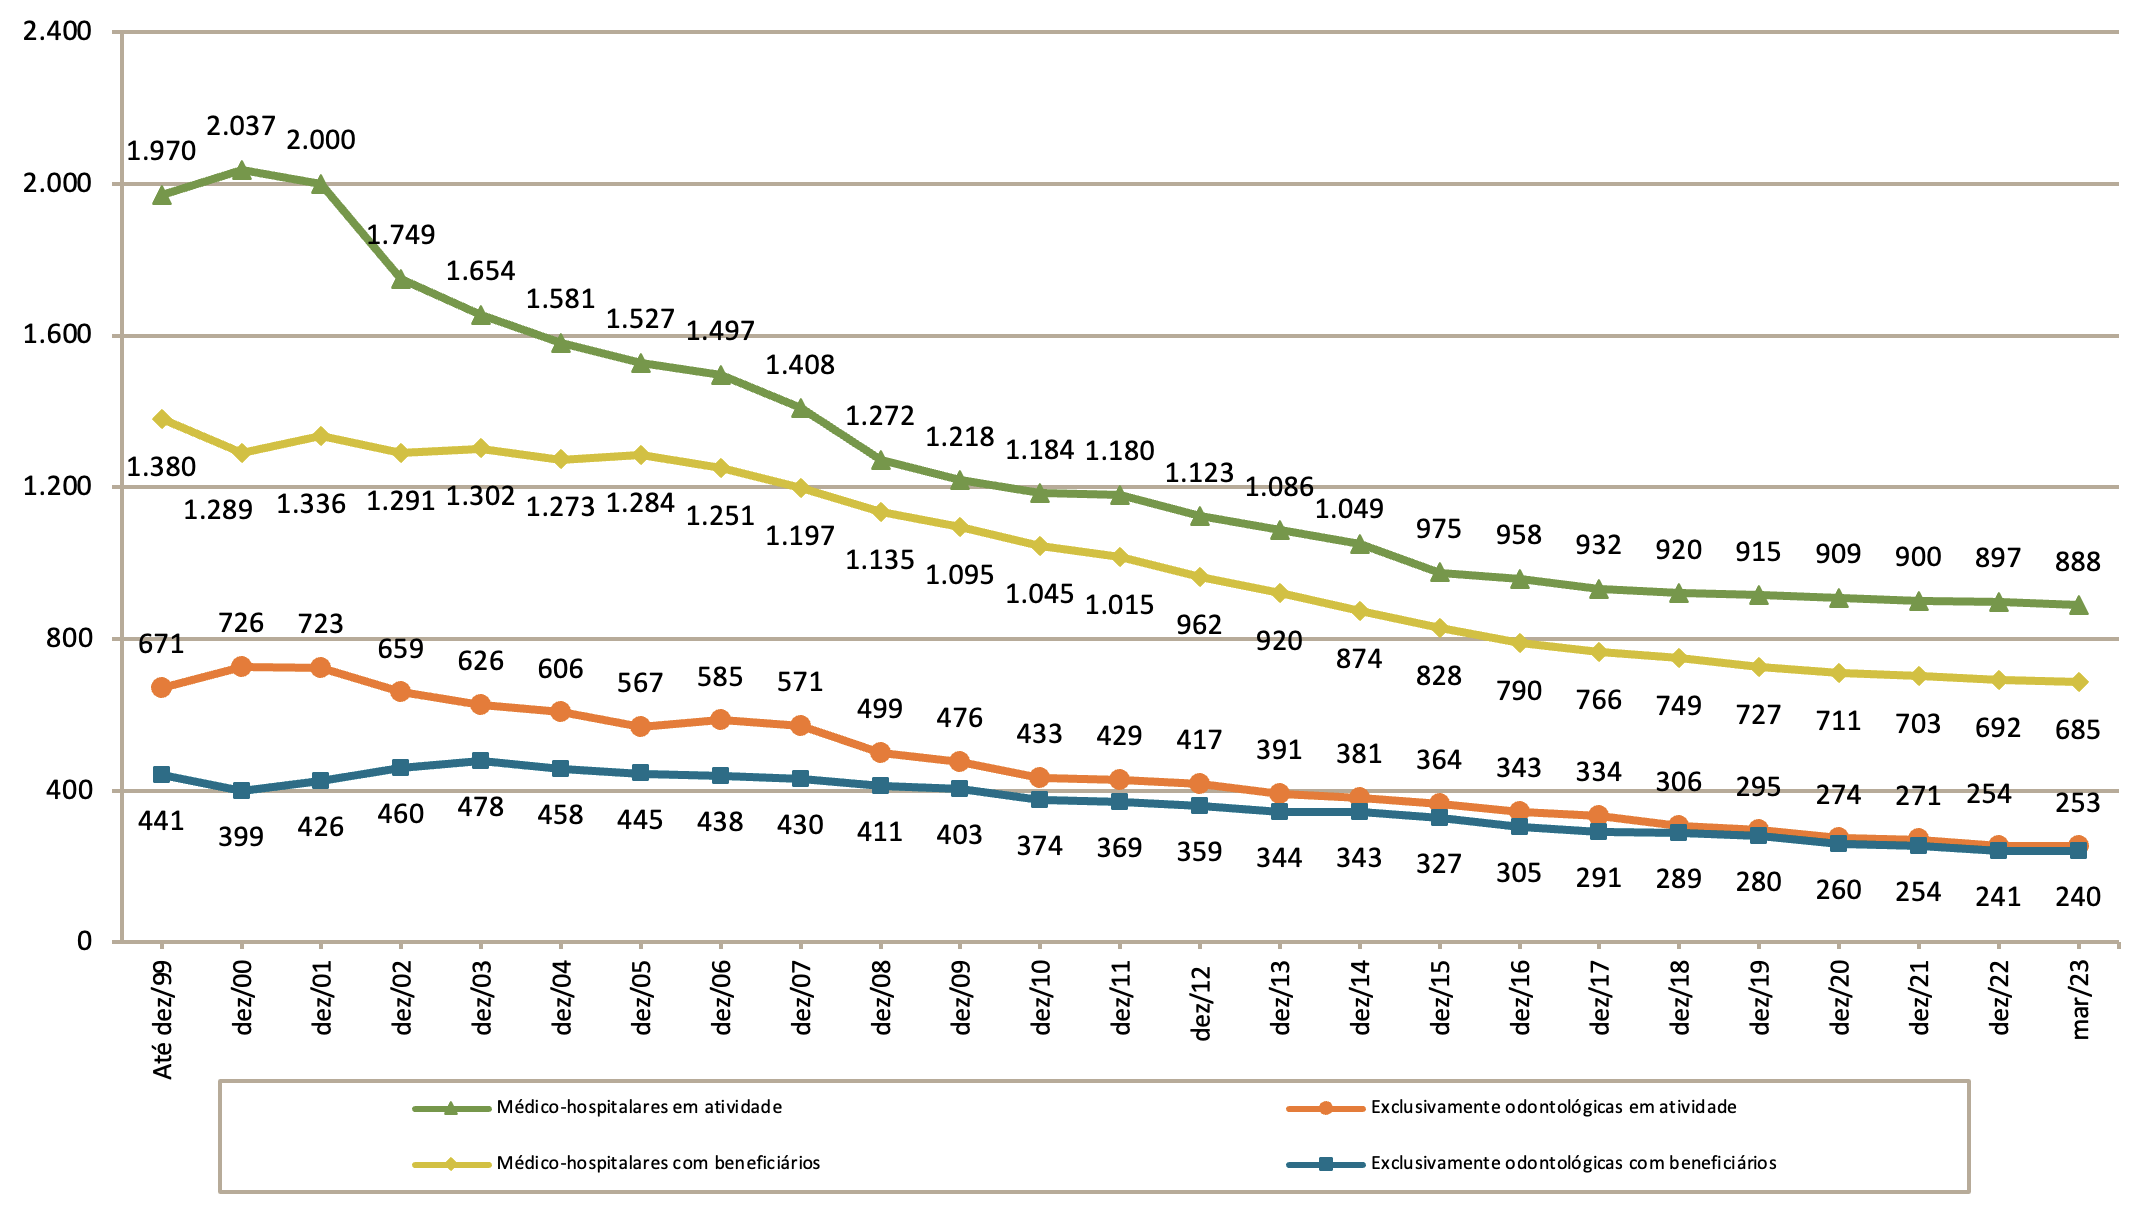 2.400
2.000
1.600
1.200
800
400
0
1.970 2.037 2.000 1.749 1.654 1.581 1.527 1.497 1.408 1.272 1.218 1.184 1.180 1.123 1.086 1.049 975 958 932 920 915 909 900 897 888
1.380 1.289 1.336 1.291 1.302 1.273 1.284 1.251 1.197 1.135 1.095 1.045 1.015 962 920 874 828 790 766 749 727 711 703 692 685
671 726 723 659 626 606 567 585 571 499 476 433 429 417 391 381 364 343 334 306 295 274 271 254 253
441 399 426 460 478 458 445 438 430 411 403 374 369 359 344 343 327 305 291 289 280 260 254 241 240
Até dez/99
dez/00
dez/01
dez/02
dez/03
dez/04
dez/05
dez/06
dez/07
dez/08
dez/09
dez/10
dez/11
dez/12
dez/13
dez/14
dez/15
dez/16
dez/17
dez/18
dez/19
dez/20
dez/21
dez/22
mar/23
Médico-hospitalares em atividade
Exclusivamente odontológicas em atividade
Médico-hospitalares com beneficiários
Exclusivamente odontológicas com beneficiários